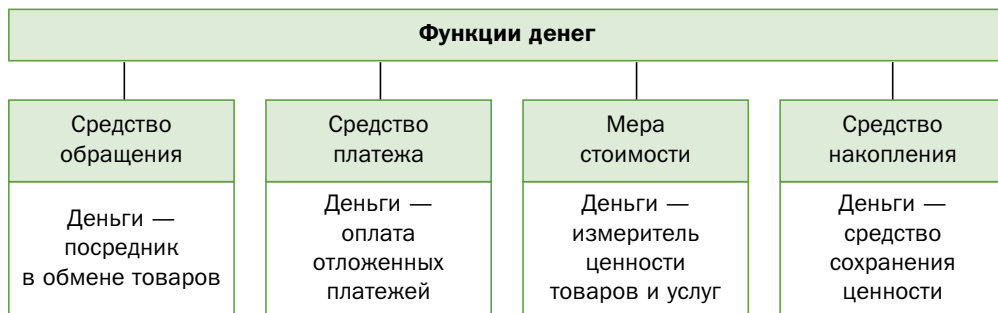 Функции денег
Средство
обращения
Деньги —
посредник
в обмене товаров
Средство
платежа
Деньги —
оплата
отложенных
платежей
Мера
стоимости
Деньги —
измеритель
ценности
товаров и услуг
Средство
накопления
Деньги —
средство
сохранения
ценности